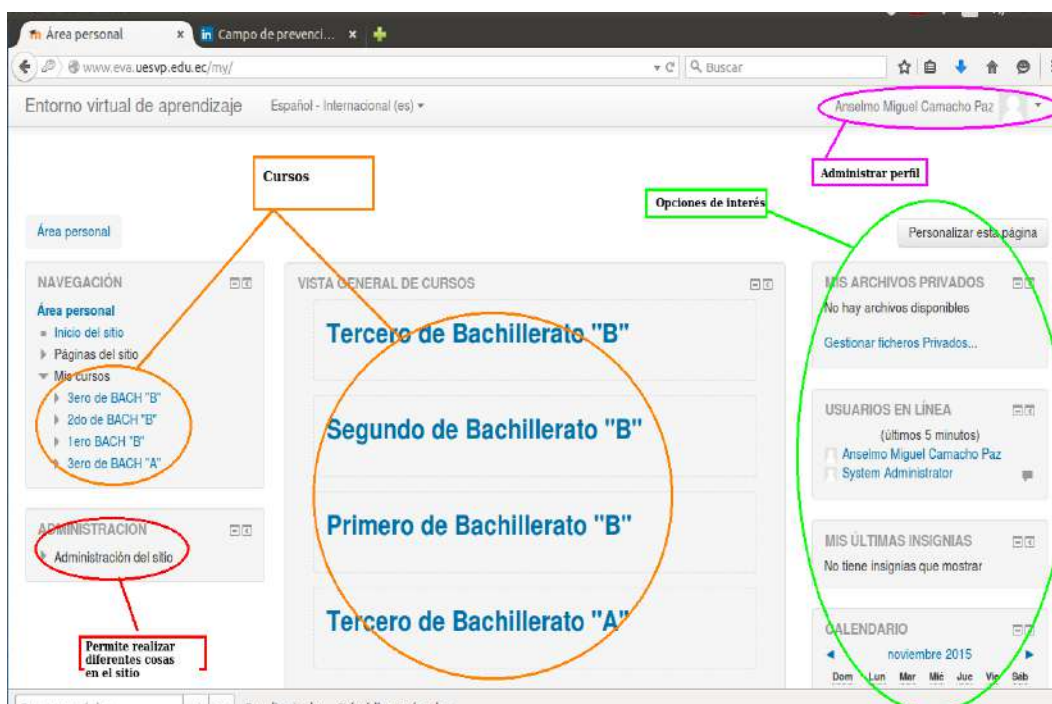 Área personal
Campo de prevenci...
www.eva.uesvp.edu.ec/my/
Buscar
Entorno virtual de aprendizaje
Español - Internacional (es)
Anselmo Miguel Camacho Paz
Cursos
Administrar perfil
Opciones de interés
Área personal
Personalizar esta página
NAVEGACIÓN
Área personal
Inicio del sitio
Páginas del sitio
Mis cursos
3ero de BACH "B"
2do de BACH "B"
1ero BACH "B"
3ero de BACH "A"
ADMINISTRACIÓN
Administración del sitio
Permite realizar
diferentes cosas
en el sitio
VISTA GENERAL DE CURSOS
Tercero de Bachillerato "B"
Segundo de Bachillerato "B"
Primero de Bachillerato "B"
Tercero de Bachillerato "A"
MIS ARCHIVOS PRIVADOS
No hay archivos disponibles
Gestionar ficheros Privados...
USUARIOS EN LÍNEA
(últimos 5 minutos)
Anselmo Miguel Camacho Paz
System Administrator
MIS ÚLTIMAS INSIGNIAS
No tiene insignias que mostrar
CALENDARIO
noviembre 2015
Dom Lun Mar Mié Jue Vie Sáb